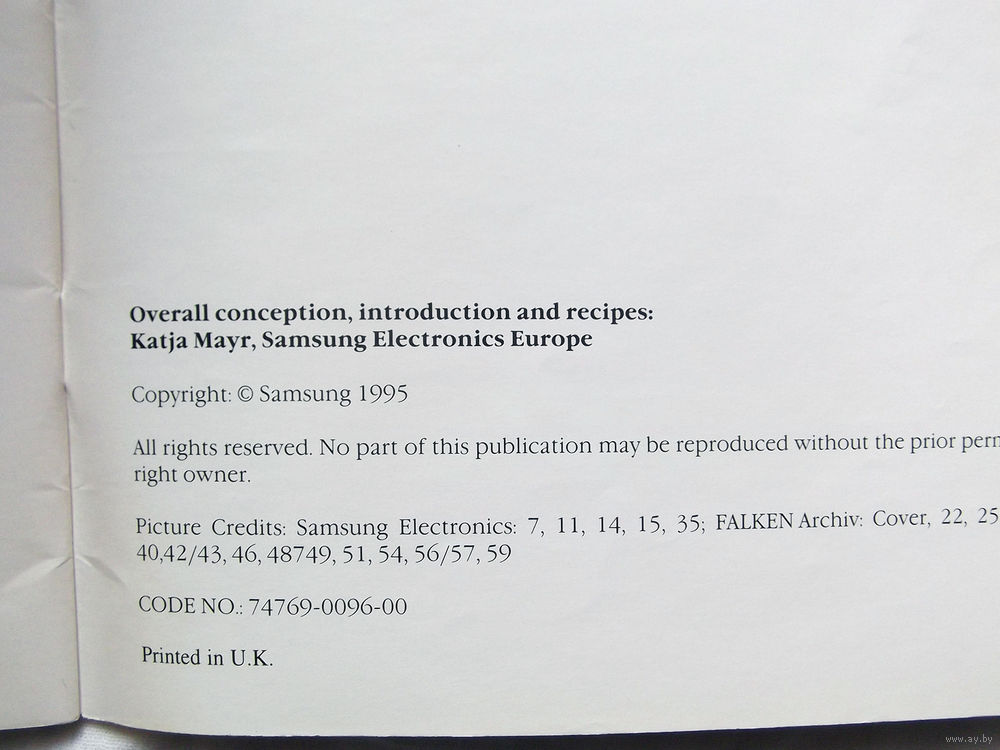 Overall conception, introduction and recipes:
Katja Mayr, Samsung Electronics Europe
Copyright: © Samsung 1995
All rights reserved. No part of this publication may be reproduced without the prior
right owner.
Picture Credits: Samsung Electronics: 7, 11, 14, 15, 35; FALKEN Archiv: Cover, 22, 25
40,42/43, 46, 48749, 51, 54, 56/57, 59
CODE NO.: 74769-0096-00
Printed in U.K.
www.ay.by